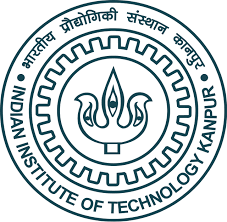 भारतीय प्रौद्योगिकी संस्थान कानपुर
INDIAN INSTITUTE OF TECHNOLOGY KANPUR